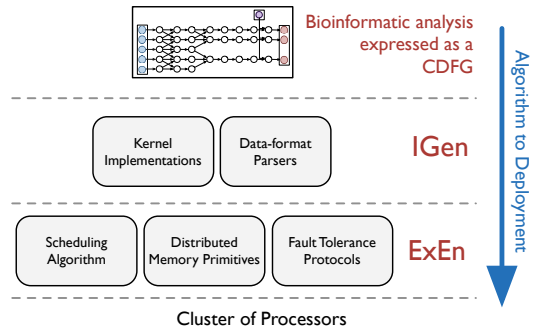 Bioinformatic analysis
expressed as a
CDFG
Algorithm to Deployment
Kernel
Implementations
Data-format
Parsers
IGen
Scheduling
Algorithm
Distributed
Memory Primitives
Fault Tolerance
Protocols
ExEn
Cluster of Processors